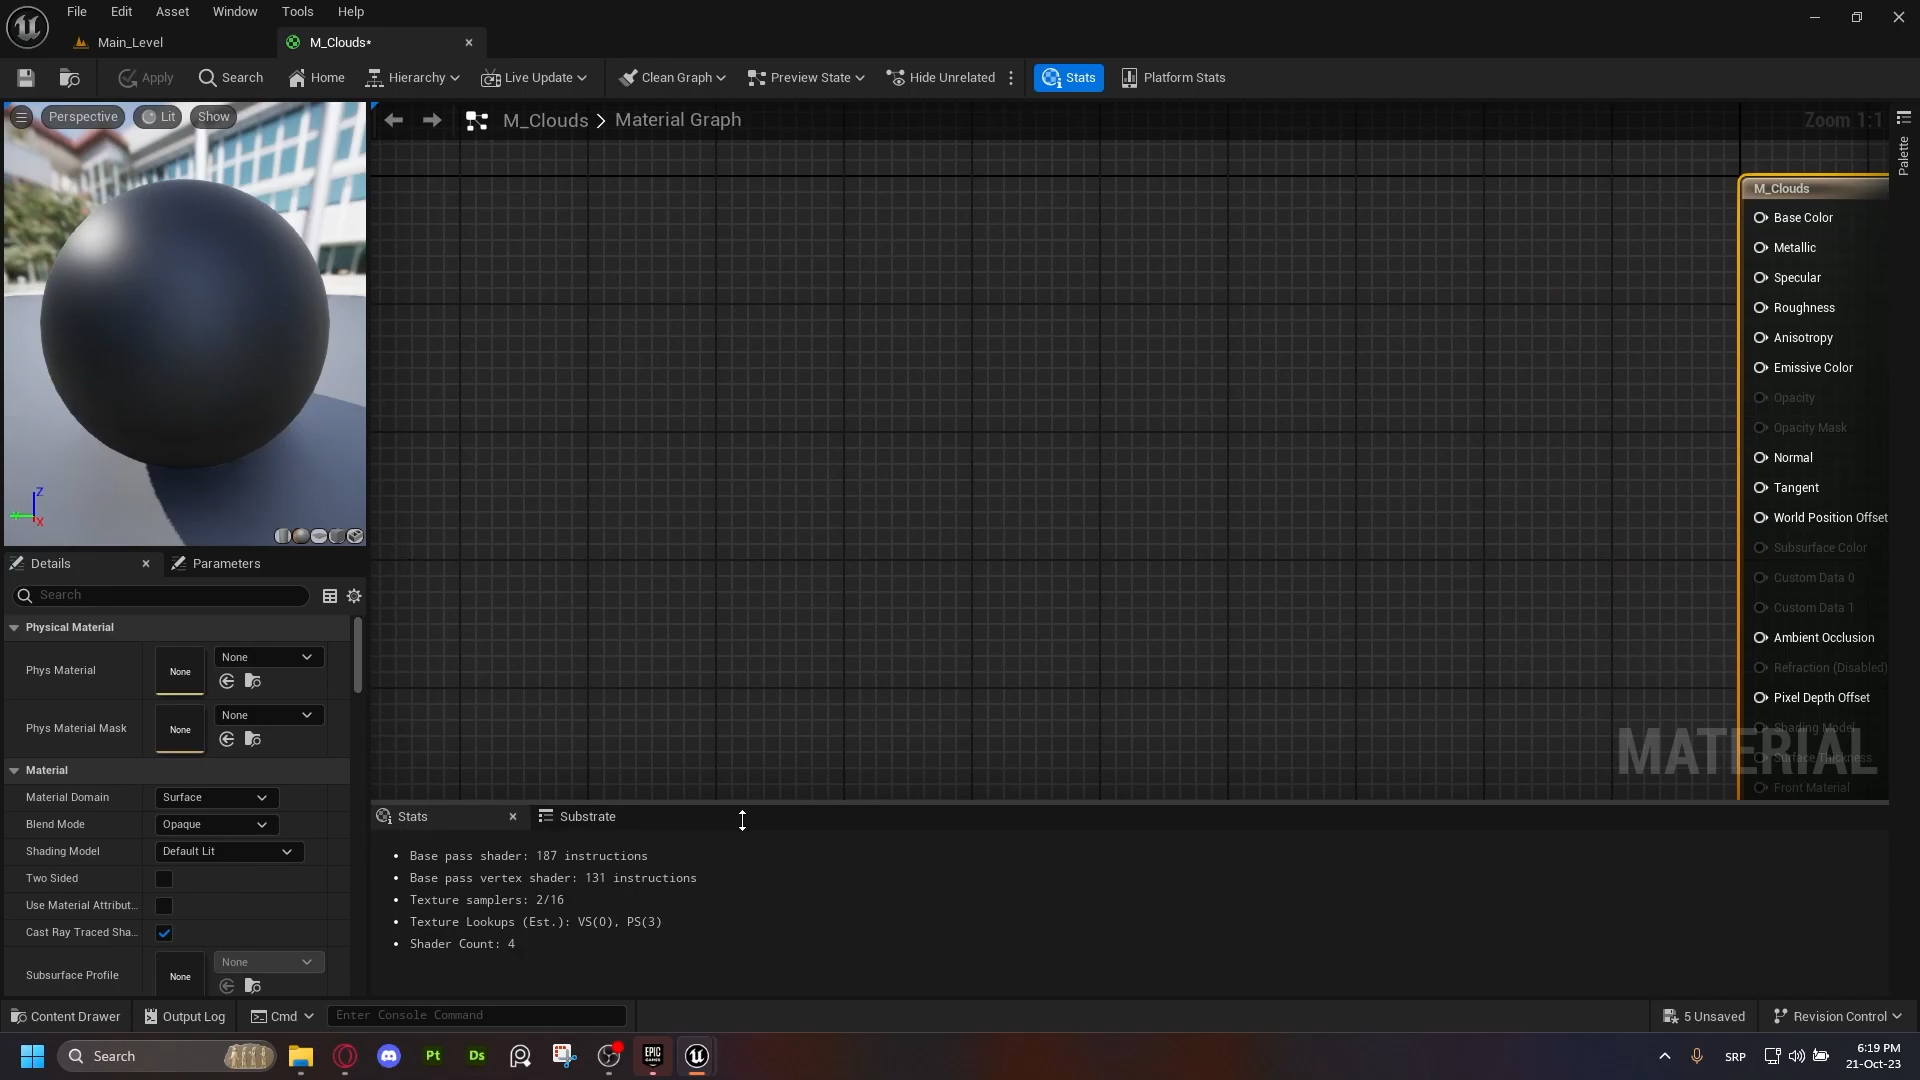 File Edit Asset Window Tools Help
Main_Level
M_Clouds*
Apply Search Home Hierarchy Live Update Clean Graph Preview State Hide Unrelated Stats Platform Stats
Perspective Lit Show
M_Clouds > Material Graph
Zoom 1:1
Palette
M_Clouds
Base Color
Metallic
Specular
Roughness
Anisotropy
Emissive Color
Opacity
Opacity Mask
Normal
Tangent
World Position Offset
Subsurface Color
Custom Data 0
Custom Data 1
Ambient Occlusion
Refraction (Disabled)
Pixel Depth Offset
Shading Model
Surface Thickness
Front Material
MATERIAL
Z
X
Details Parameters
Search
Physical Material
Phys Material None None
Phys Material Mask None None
Material
Material Domain Surface
Blend Mode Opaque
Shading Model Default Lit
Two Sided
Use Material Attribut...
Cast Ray Traced Sha...
Subsurface Profile None None
Stats Substrate
• Base pass shader: 187 instructions
• Base pass vertex shader: 131 instructions
• Texture samplers: 2/16
• Texture Lookups (Est.): VS(0), PS(3)
• Shader Count: 4
Content Drawer Output Log Cmd Enter Console Command 5 Unsaved Revision Control
Search Pt Ds EPIC GAMES SRP 6:19 PM
21-Oct-23